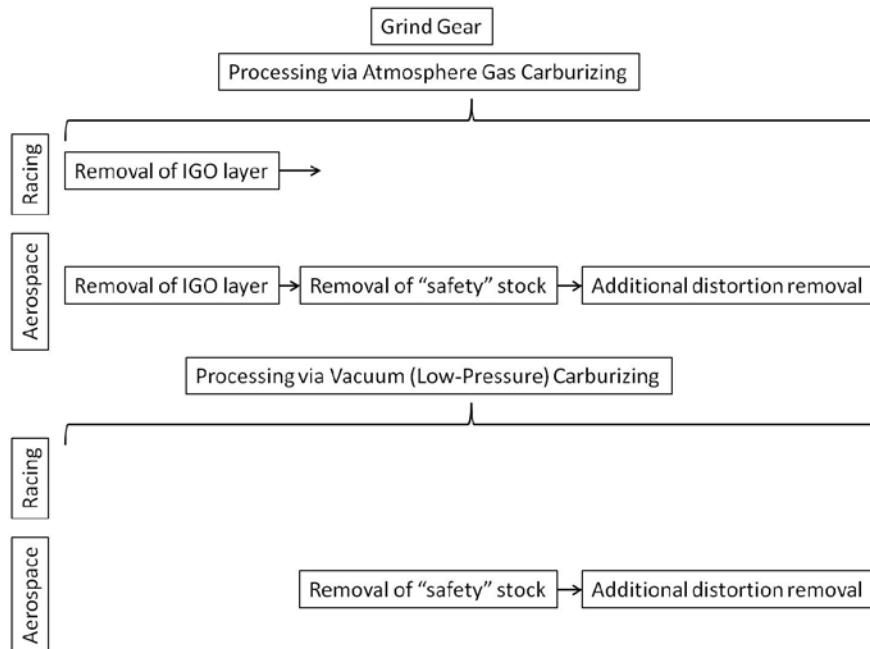 Grind Gear
Processing via Atmosphere Gas Carburizing
Racing
Removal of IGO layer
Aerospace
Removal of IGO layer
Removal of “safety” stock
Additional distortion removal
Processing via Vacuum (Low-Pressure) Carburizing
Racing
Aerospace
Removal of “safety” stock
Additional distortion removal